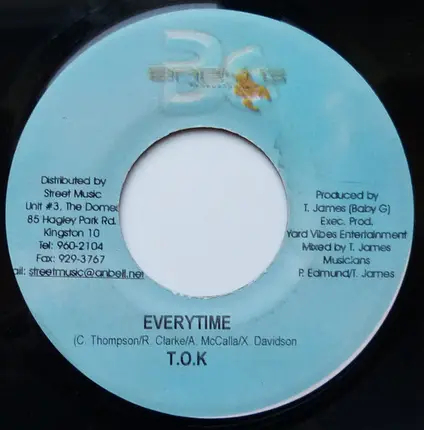 Distributed by
Street Music
Unit #3, The Domes
85 Hagley Park Rd.
Kingston 10
Tel: 960-2104
Fax: 929-3767
ail: streetmusic@anbell.net
Produced by
T. James (Baby G)
Exec. Prod.
Yard Vibes Entertainment
Mixed by T. James
Musicians
P. Edmund/T. James
EVERYTIME
(C. Thompson/R. Clarke/A. McCalla/X. Davidson
T.O.K